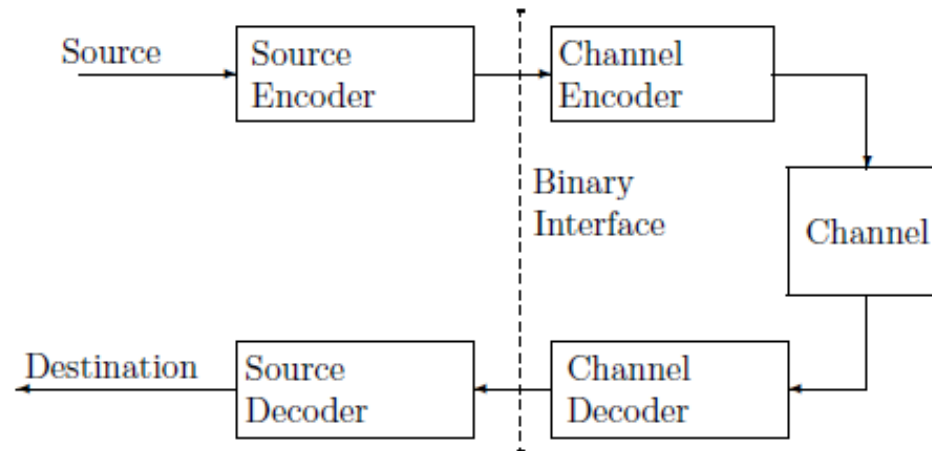 Source
Source
Encoder
Channel
Encoder
Binary
Interface
Channel
Destination
Source
Decoder
Channel
Decoder